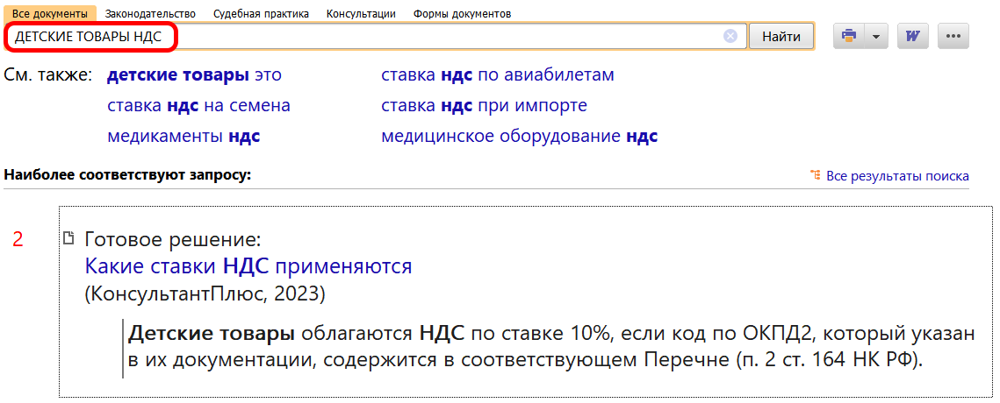 Все документы Законодательство Судебная практика Консультации Формы документов
ДЕТСКИЕ ТОВАРЫ НДС Найти W
См. также: детские товары это ставка ндс по авиабилетам
ставка ндс на семена ставка ндс при импорте
медикаменты ндс медицинское оборудование ндс
Наиболее соответствуют запросу: Все результаты поиска
2 Готовое решение:
Какие ставки НДС применяются
(КонсультантПлюс, 2023)
Детские товары облагаются НДС по ставке 10%, если код по ОКПД2, который указан
в их документации, содержится в соответствующем Перечне (п. 2 ст. 164 НК РФ).